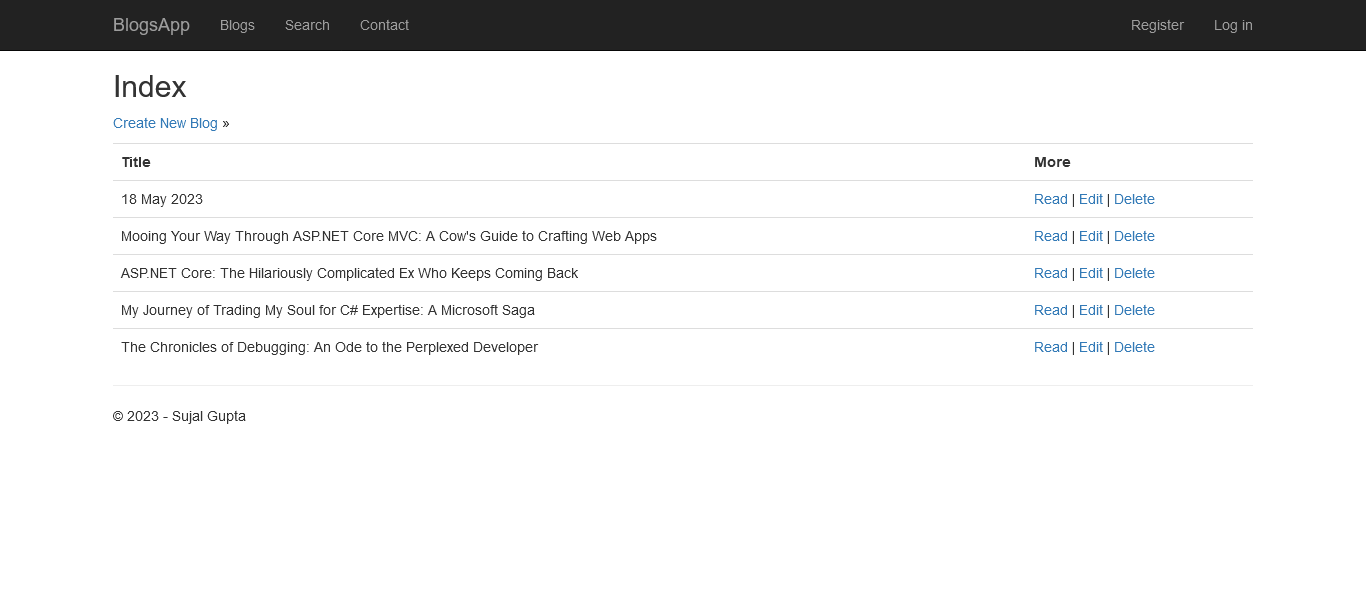 BlogsApp Blogs Search Contact Register Log in
Index
Create New Blog »
Title More
18 May 2023 Read | Edit | Delete
Mooing Your Way Through ASP.NET Core MVC: A Cow's Guide to Crafting Web Apps Read | Edit | Delete
ASP.NET Core: The Hilariously Complicated Ex Who Keeps Coming Back Read | Edit | Delete
My Journey of Trading My Soul for C# Expertise: A Microsoft Saga Read | Edit | Delete
The Chronicles of Debugging: An Ode to the Perplexed Developer Read | Edit | Delete
© 2023 - Sujal Gupta